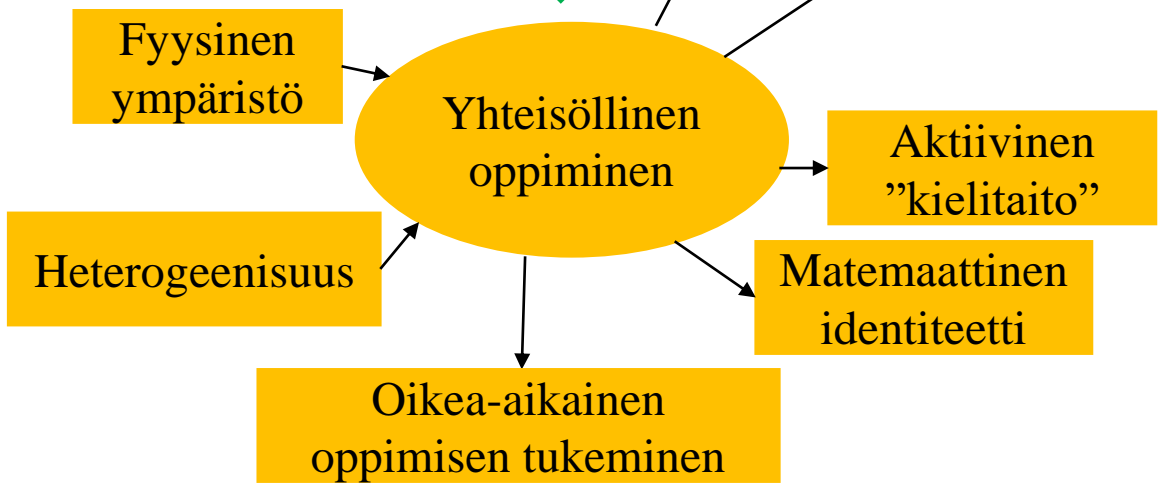 Fyysinen
ympäristö
Yhteisöllinen
oppiminen
Aktiivinen
”kielitaito”
Heterogeenisuus
Matemaattinen
identiteetti
Oikea-aikainen
oppimisen tukeminen